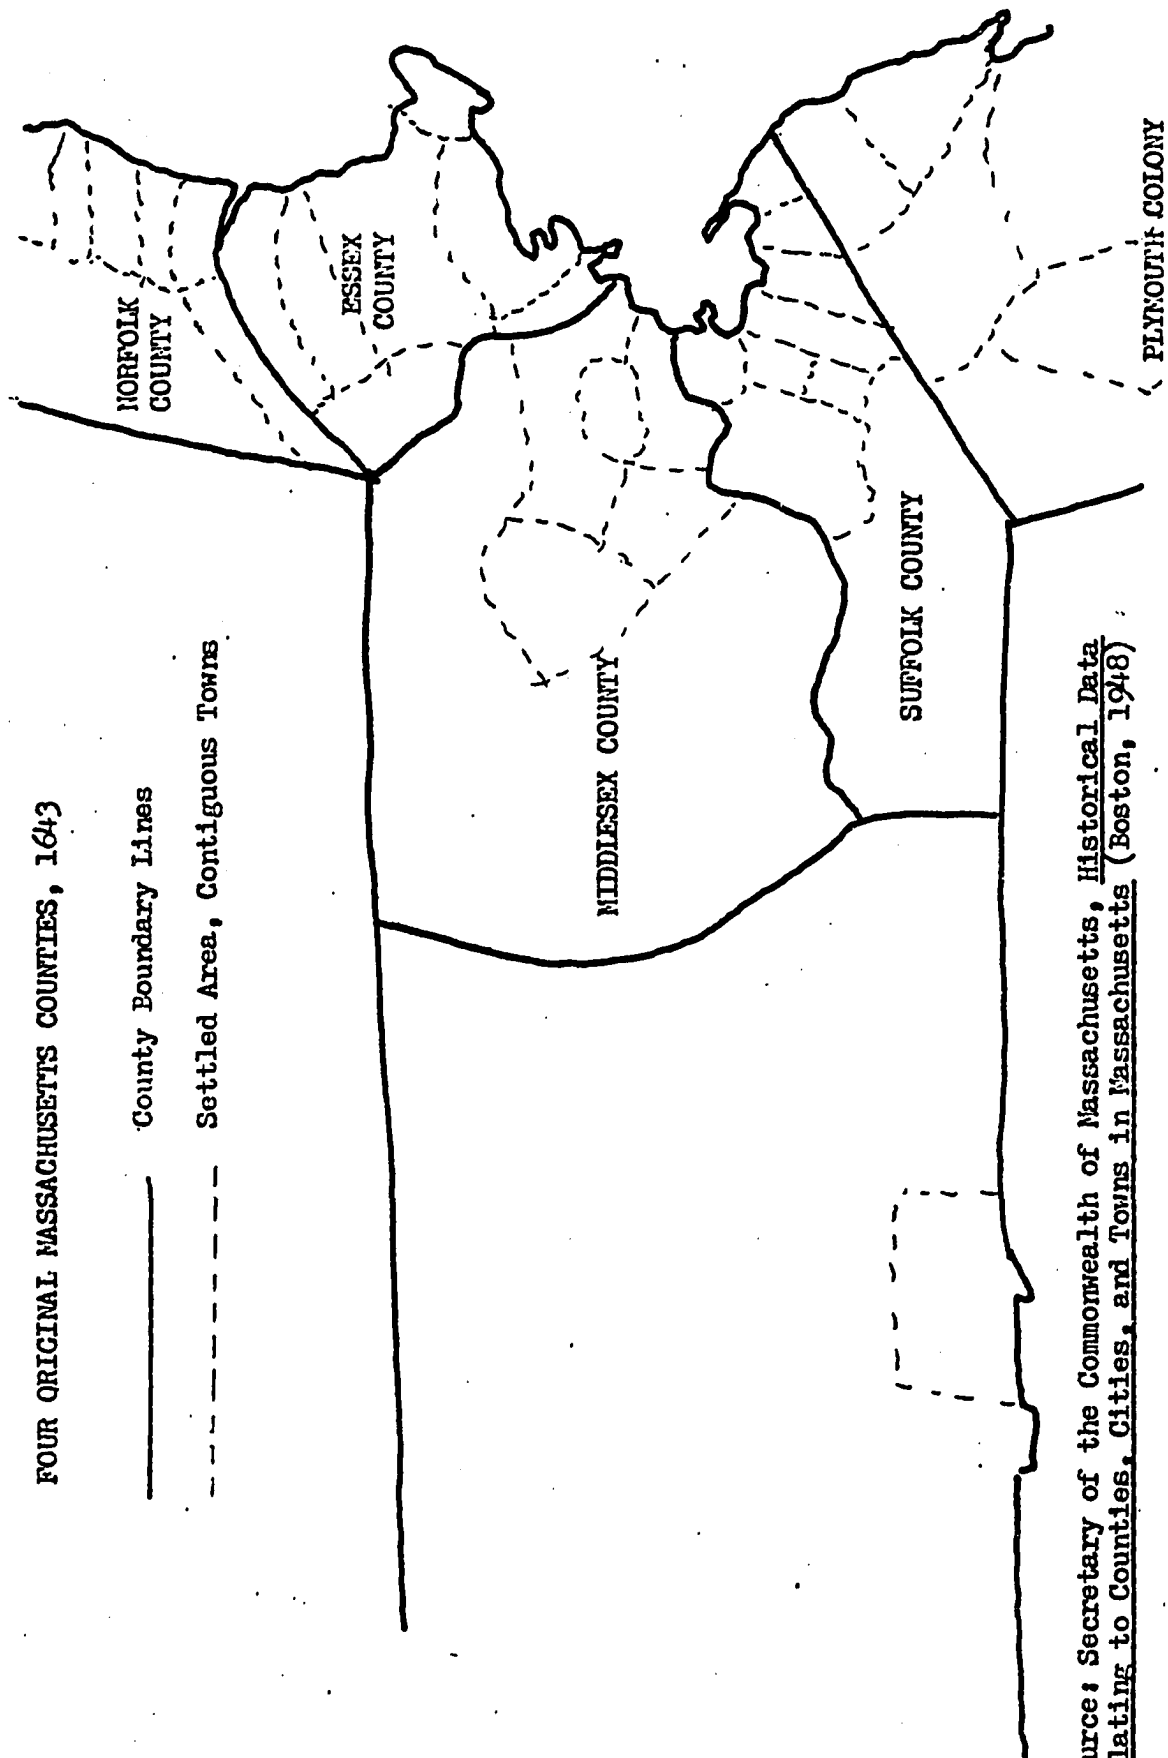 FOUR ORIGINAL MASSACHUSETTS COUNTIES, 1643
County Boundary Lines
Settled Area, Contiguous Towns
NORFOLK
COUNTY
ESSEX
COUNTY
MIDDLESEX COUNTY
SUFFOLK COUNTY
PLYMOUTH COLONY
urce: Secretary of the Commonwealth of Massachusetts, Historical Data
lating to Counties, Cities, and Towns in Massachusetts (Boston, 1948)